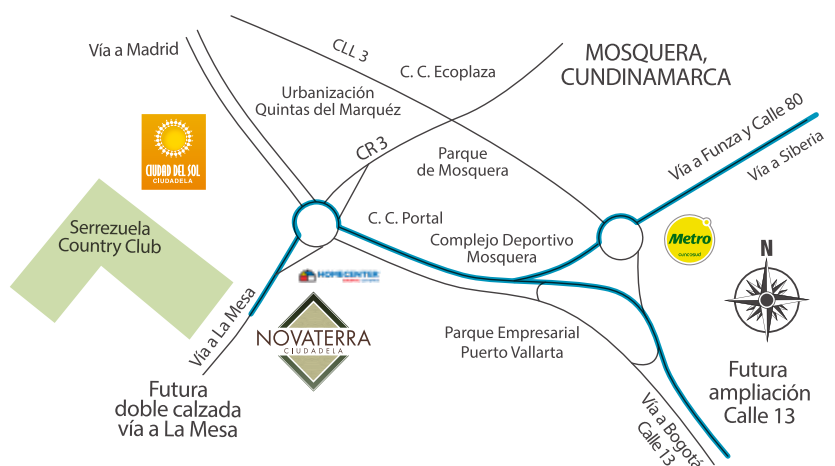 Vía a Madrid
CLL 3
C. C. Ecoplaza
MOSQUERA,
CUNDINAMARCA
Urbanización
Quintas del Marquéz
Vía a Funza y Calle 80
Vía a Siberia
CIUDAD DEL SOL
CIUDADELA
CR 3
Parque
de Mosquera
Serrezuela
Country Club
C. C. Portal
Complejo Deportivo
Mosquera
Metro
cencosud
N
HOMECENTER
Vía a La Mesa
NOVATERRA
CIUDADELA
Parque Empresarial
Puerto Vallarta
Futura
doble calzada
vía a La Mesa
Futura
ampliación
Calle 13
Vía a Bogotá
Calle 13